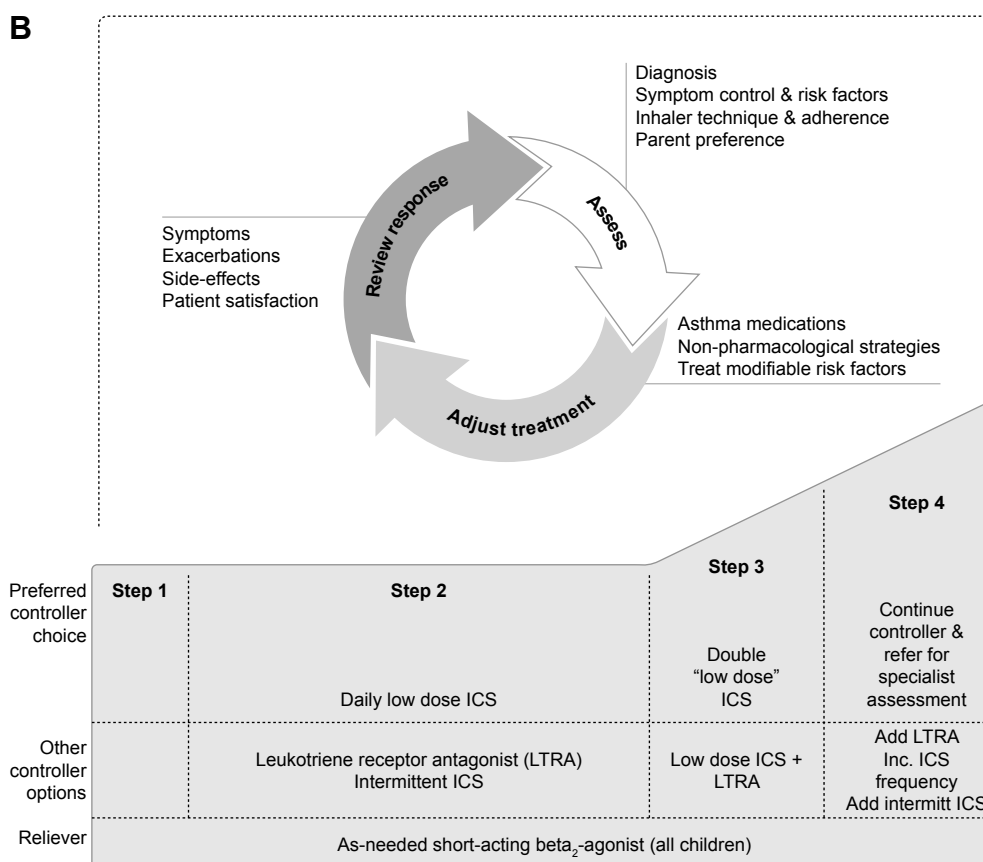 B
Diagnosis
Symptom control & risk factors
Inhaler technique & adherence
Parent preference
Review response
Assess
Symptoms
Exacerbations
Side-effects
Patient satisfaction
Asthma medications
Non-pharmacological strategies
Treat modifiable risk factors
Adjust treatment
Preferred
controller
choice
Step 1
Step 2
Daily low dose ICS
Step 3
Double
“low dose”
ICS
Step 4
Continue
controller &
refer for
specialist
assessment
Other
controller
options
Leukotriene receptor antagonist (LTRA)
Intermittent ICS
Low dose ICS +
LTRA
Add LTRA
Inc. ICS
frequency
Add intermitt ICS
Reliever
As-needed short-acting beta₂-agonist (all children)